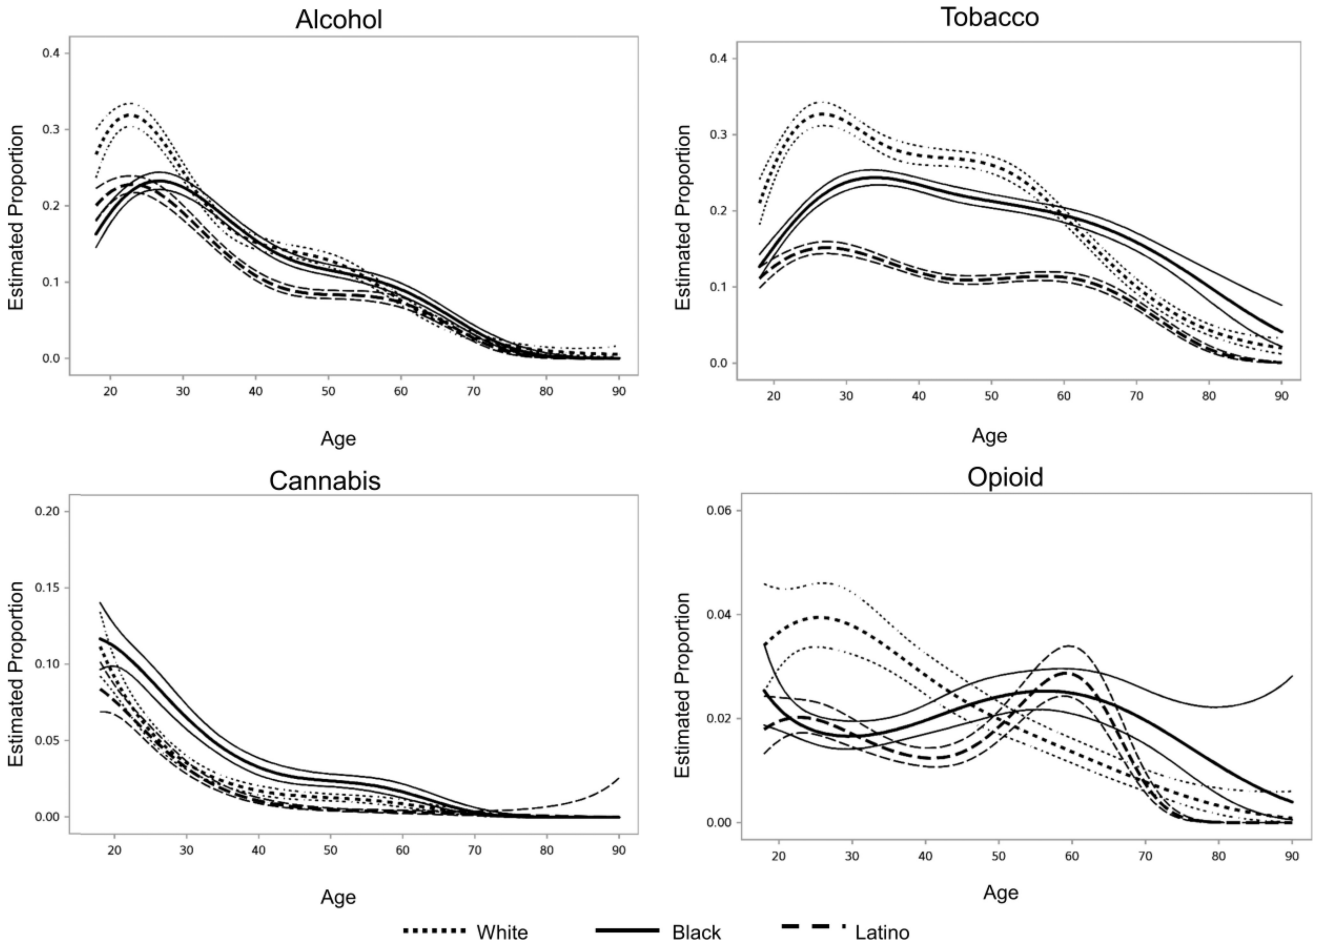 Alcohol
Estimated Proportion
0.4
0.3
0.2
0.1
0.0
20 30 40 50 60 70 80 90
Age
Tobacco
Estimated Proportion
0.4
0.3
0.2
0.1
0.0
20 30 40 50 60 70 80 90
Age
Cannabis
Estimated Proportion
0.20
0.15
0.10
0.05
0.00
20 30 40 50 60 70 80 90
Age
Opioid
Estimated Proportion
0.06
0.04
0.02
0.00
20 30 40 50 60 70 80 90
Age
White Black Latino